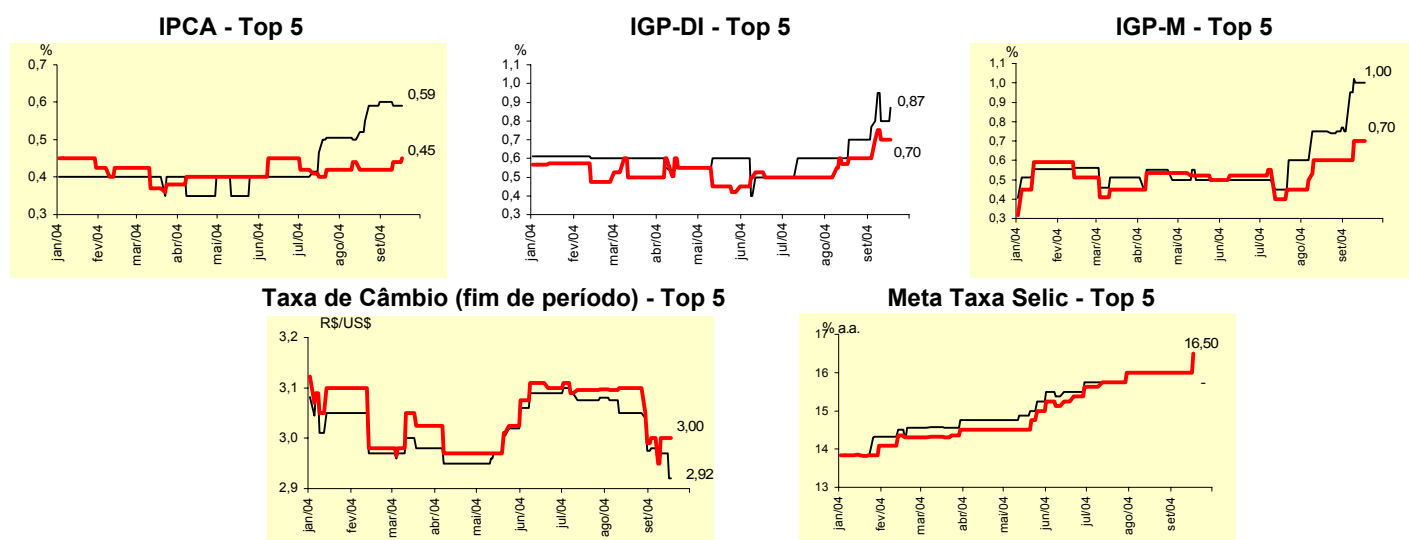 IPCA - Top 5
%
0,7
0,6
0,5
0,4
0,3
0,59
0,45
jan/04
fev/04
mar/04
abr/04
mai/04
jun/04
jul/04
ago/04
set/04
IGP-DI - Top 5
%
1,1
1,0
0,9
0,8
0,7
0,6
0,5
0,4
0,3
0,87
0,70
jan/04
fev/04
mar/04
abr/04
mai/04
jun/04
jul/04
ago/04
set/04
IGP-M - Top 5
%
1,1
1,0
0,9
0,8
0,7
0,6
0,5
0,4
0,3
1,00
0,70
jan/04
fev/04
mar/04
abr/04
mai/04
jun/04
jul/04
ago/04
set/04
Taxa de Câmbio (fim de período) - Top 5
R$/US$
3,2
3,1
3,0
2,9
3,00
2,92
jan/04
fev/04
mar/04
abr/04
mai/04
jun/04
jul/04
ago/04
set/04
Meta Taxa Selic - Top 5
% a.a.
17
16
15
14
13
16,50
-
jan/04
fev/04
mar/04
abr/04
mai/04
jun/04
jul/04
ago/04
set/04